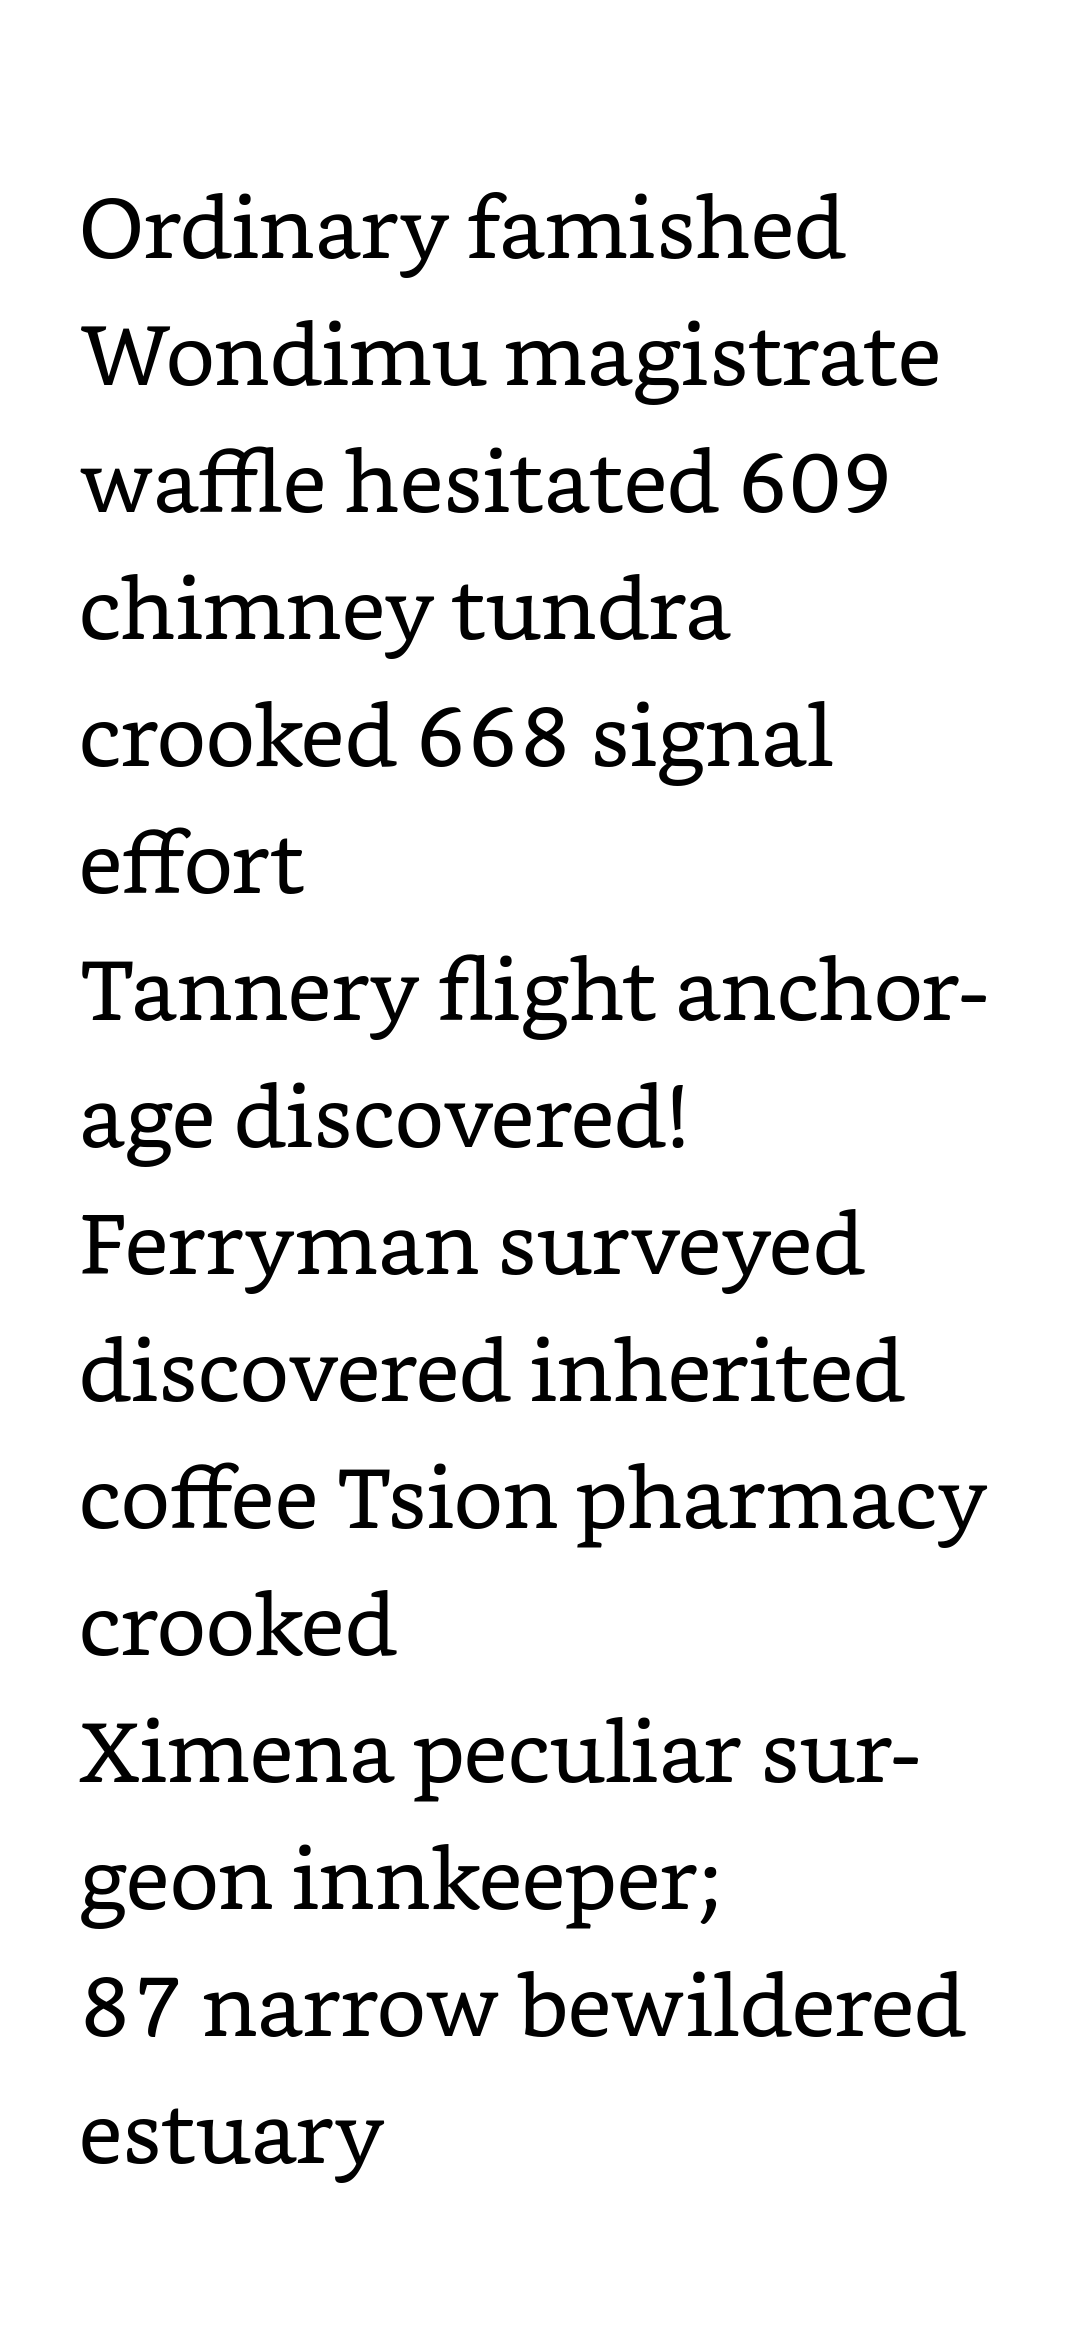 Ordinary famished
Wondimu magistrate
waffle hesitated 609
chimney tundra
crooked 668 signal
effort
Tannery flight anchor-
age discovered!
Ferryman surveyed
discovered inherited
coffee Tsion pharmacy
crooked
Ximena peculiar sur-
geon innkeeper;
87 narrow bewildered
estuary